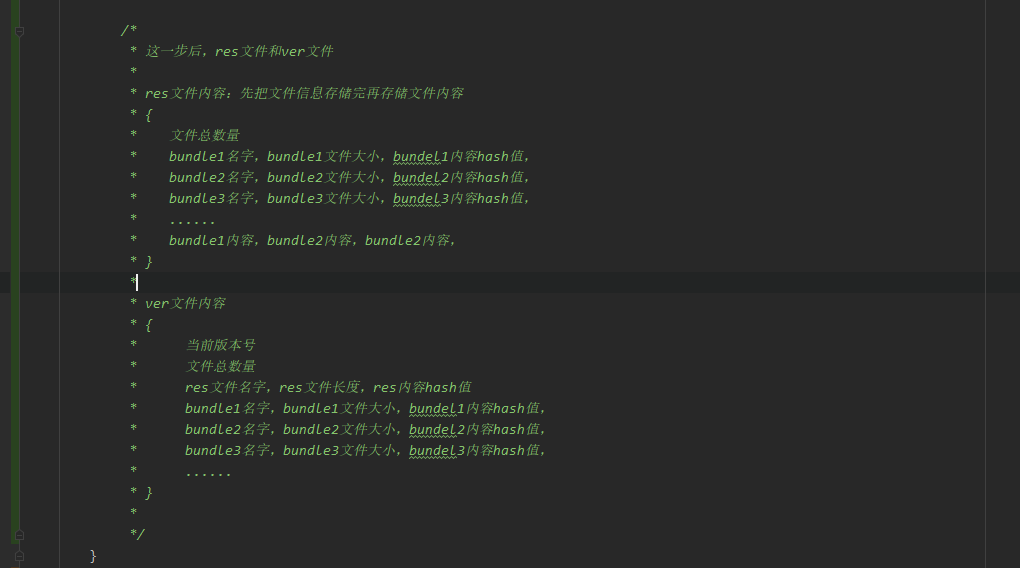 /*
* 这一步后，res文件和ver文件
*
* res文件内容：先把文件信息存储完再存储文件内容
* {
*    文件总数量
*    bundle1名字，bundle1文件大小，bundel1内容hash值，
*    bundle2名字，bundle2文件大小，bundel2内容hash值，
*    bundle3名字，bundle3文件大小，bundel3内容hash值，
*    ......
*    bundle1内容，bundle2内容，bundle2内容，
* }
*
* ver文件内容
* {
*      当前版本号
*      文件总数量
*      res文件名字，res文件长度，res内容hash值
*      bundle1名字，bundle1文件大小，bundel1内容hash值，
*      bundle2名字，bundle2文件大小，bundel2内容hash值，
*      bundle3名字，bundle3文件大小，bundel3内容hash值，
*      ......
* }
*
*/
}